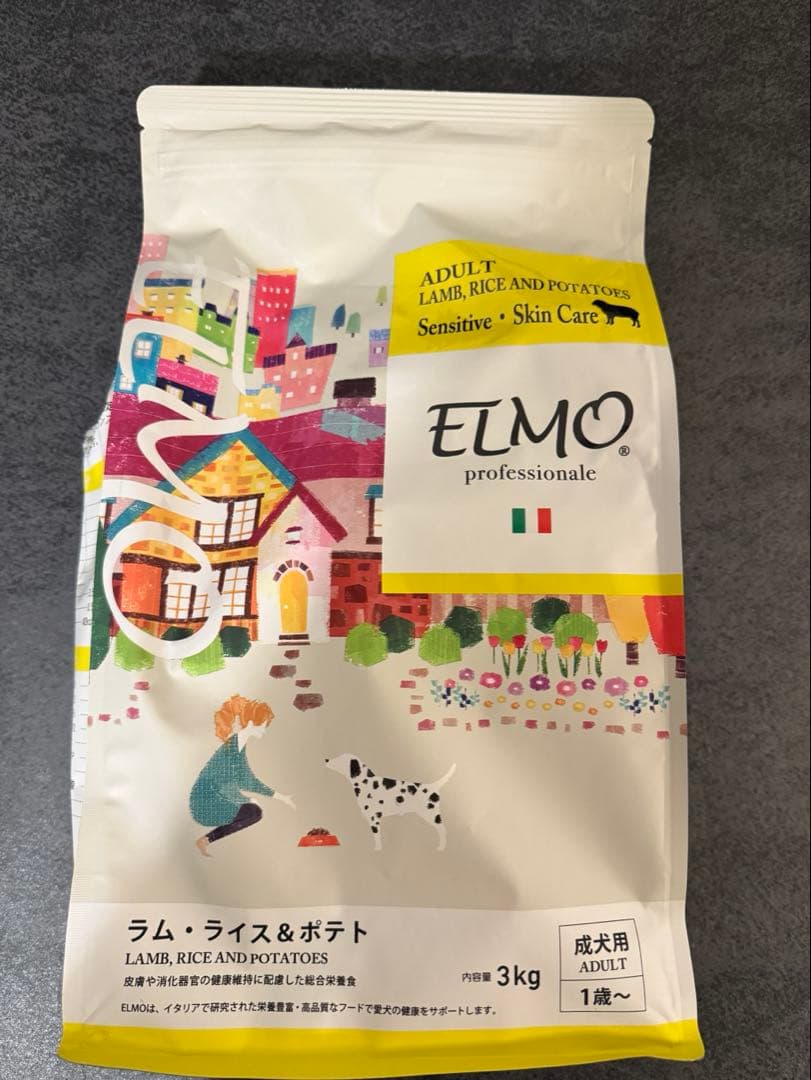 ADULT
LAMB, RICE AND POTATOES
Sensitive・Skin Care
ELMO®
professionale
ELMO
ラム・ライス&ポテト
LAMB, RICE AND POTATOES
皮膚や消化器官の健康維持に配慮した総合栄養食
内容量 3kg
成犬用
ADULT
1歳〜
ELMOは、イタリアで研究された栄養豊富・高品質なフードで愛犬の健康をサポートします。